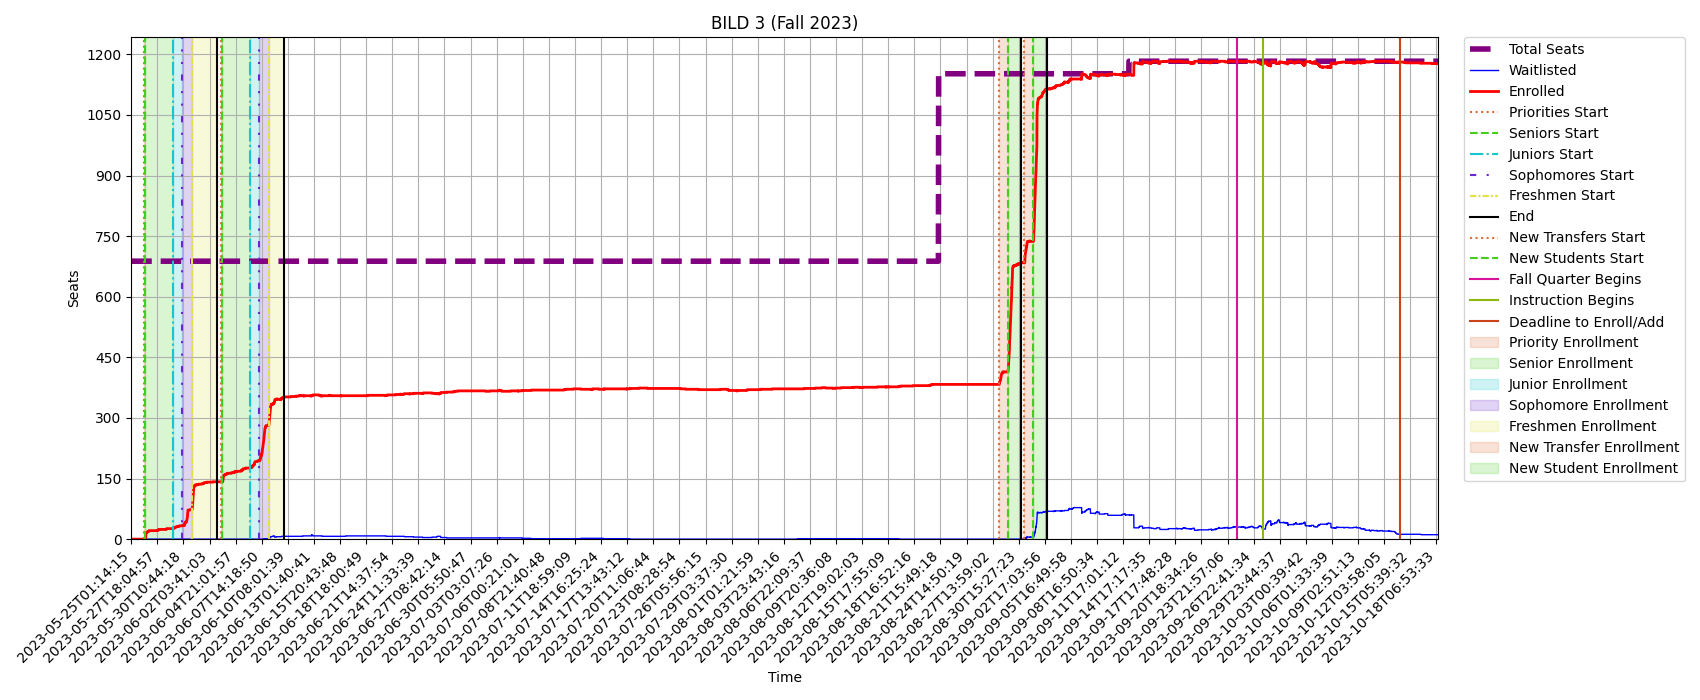 BILD 3 (Fall 2023)
Seats
1200
1050
900
750
600
450
300
150
0
2023-05-25T01:14:15
2023-05-27T18:04:57
2023-05-30T10:44:18
2023-06-02T03:41:03
2023-06-04T21:01:57
2023-06-07T14:18:50
2023-06-10T08:01:39
2023-06-13T01:40:41
2023-06-15T20:43:48
2023-06-18T18:00:49
2023-06-21T14:37:54
2023-06-24T11:33:39
2023-06-27T08:42:14
2023-06-30T05:50:47
2023-07-03T03:07:26
2023-07-06T00:21:01
2023-07-08T21:40:48
2023-07-11T18:59:09
2023-07-14T16:25:24
2023-07-17T13:43:12
2023-07-20T11:06:44
2023-07-23T08:28:54
2023-07-26T05:56:15
2023-07-29T03:37:30
2023-08-01T01:21:59
2023-08-03T22:43:16
2023-08-06T22:09:37
2023-08-09T20:36:08
2023-08-12T19:02:03
2023-08-15T17:55:09
2023-08-18T16:52:16
2023-08-21T15:49:18
2023-08-24T14:50:19
2023-08-27T13:59:02
2023-08-30T15:27:23
2023-09-02T17:03:56
2023-09-05T16:49:58
2023-09-08T16:50:34
2023-09-11T17:01:12
2023-09-14T17:17:35
2023-09-17T17:48:28
2023-09-20T18:34:26
2023-09-23T21:57:06
2023-09-26T22:41:34
2023-09-29T23:44:37
2023-10-03T00:39:42
2023-10-06T01:33:39
2023-10-09T02:51:13
2023-10-12T03:58:05
2023-10-15T05:39:32
2023-10-18T06:53:33
Time
Total Seats
Waitlisted
Enrolled
Priorities Start
Seniors Start
Juniors Start
Sophomores Start
Freshmen Start
End
New Transfers Start
New Students Start
Fall Quarter Begins
Instruction Begins
Deadline to Enroll/Add
Priority Enrollment
Senior Enrollment
Junior Enrollment
Sophomore Enrollment
Freshmen Enrollment
New Transfer Enrollment
New Student Enrollment